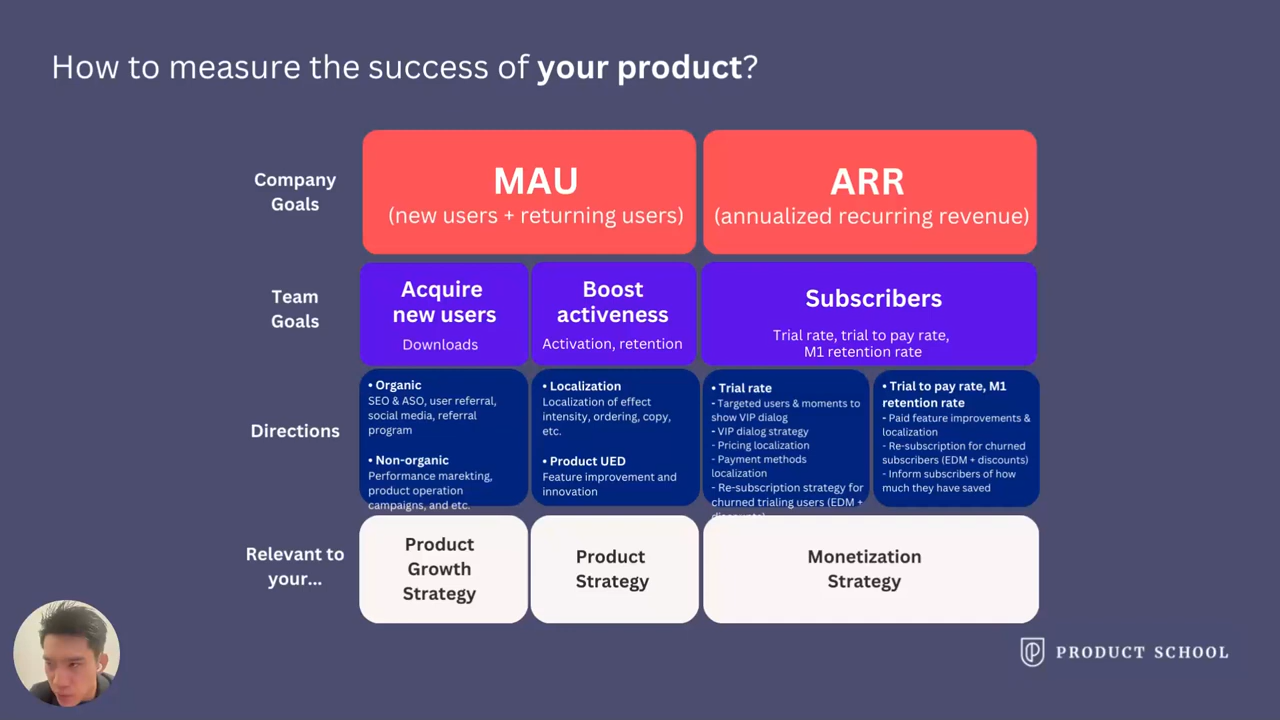 How to measure the success of your product?
Company
Goals
MAU
(new users + returning users)
ARR
(annualized recurring revenue)
Team
Goals
Acquire
new users
Downloads
Boost
activeness
Activation, retention
Subscribers
Trial rate, trial to pay rate,
M1 retention rate
Directions
• Organic
SEO & ASO, user referral,
social media, referral
program
• Non-organic
Performance marekting,
product operation
campaigns, and etc.
• Localization
Localization of effect
intensity, ordering, copy,
etc.
• Product UED
Feature improvement and
innovation
• Trial rate
- Targeted users & moments to
show VIP dialog
- VIP dialog strategy
- Pricing localization
- Payment methods
localization
- Re-subscription strategy for
churned trialing users (EDM +
• Trial to pay rate, M1
retention rate
- Paid feature improvements &
localization
- Re-subscription for churned
subscribers (EDM + discounts)
- Inform subscribers of how
much they have saved
Relevant to
your...
Product
Growth
Strategy
Product
Strategy
Monetization
Strategy
PRODUCT SCHOOL